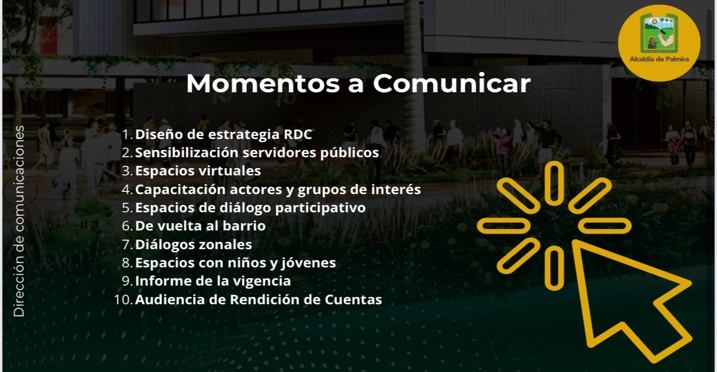 Alcaldía de Palmira
Momentos a Comunicar
1. Diseño de estrategia RDC
2. Sensibilización servidores públicos
3. Espacios virtuales
4. Capacitación actores y grupos de interés
5. Espacios de diálogo participativo
6. De vuelta al barrio
7. Diálogos zonales
8. Espacios con niños y jóvenes
9. Informe de la vigencia
10. Audiencia de Rendición de Cuentas
Dirección de comunicaciones